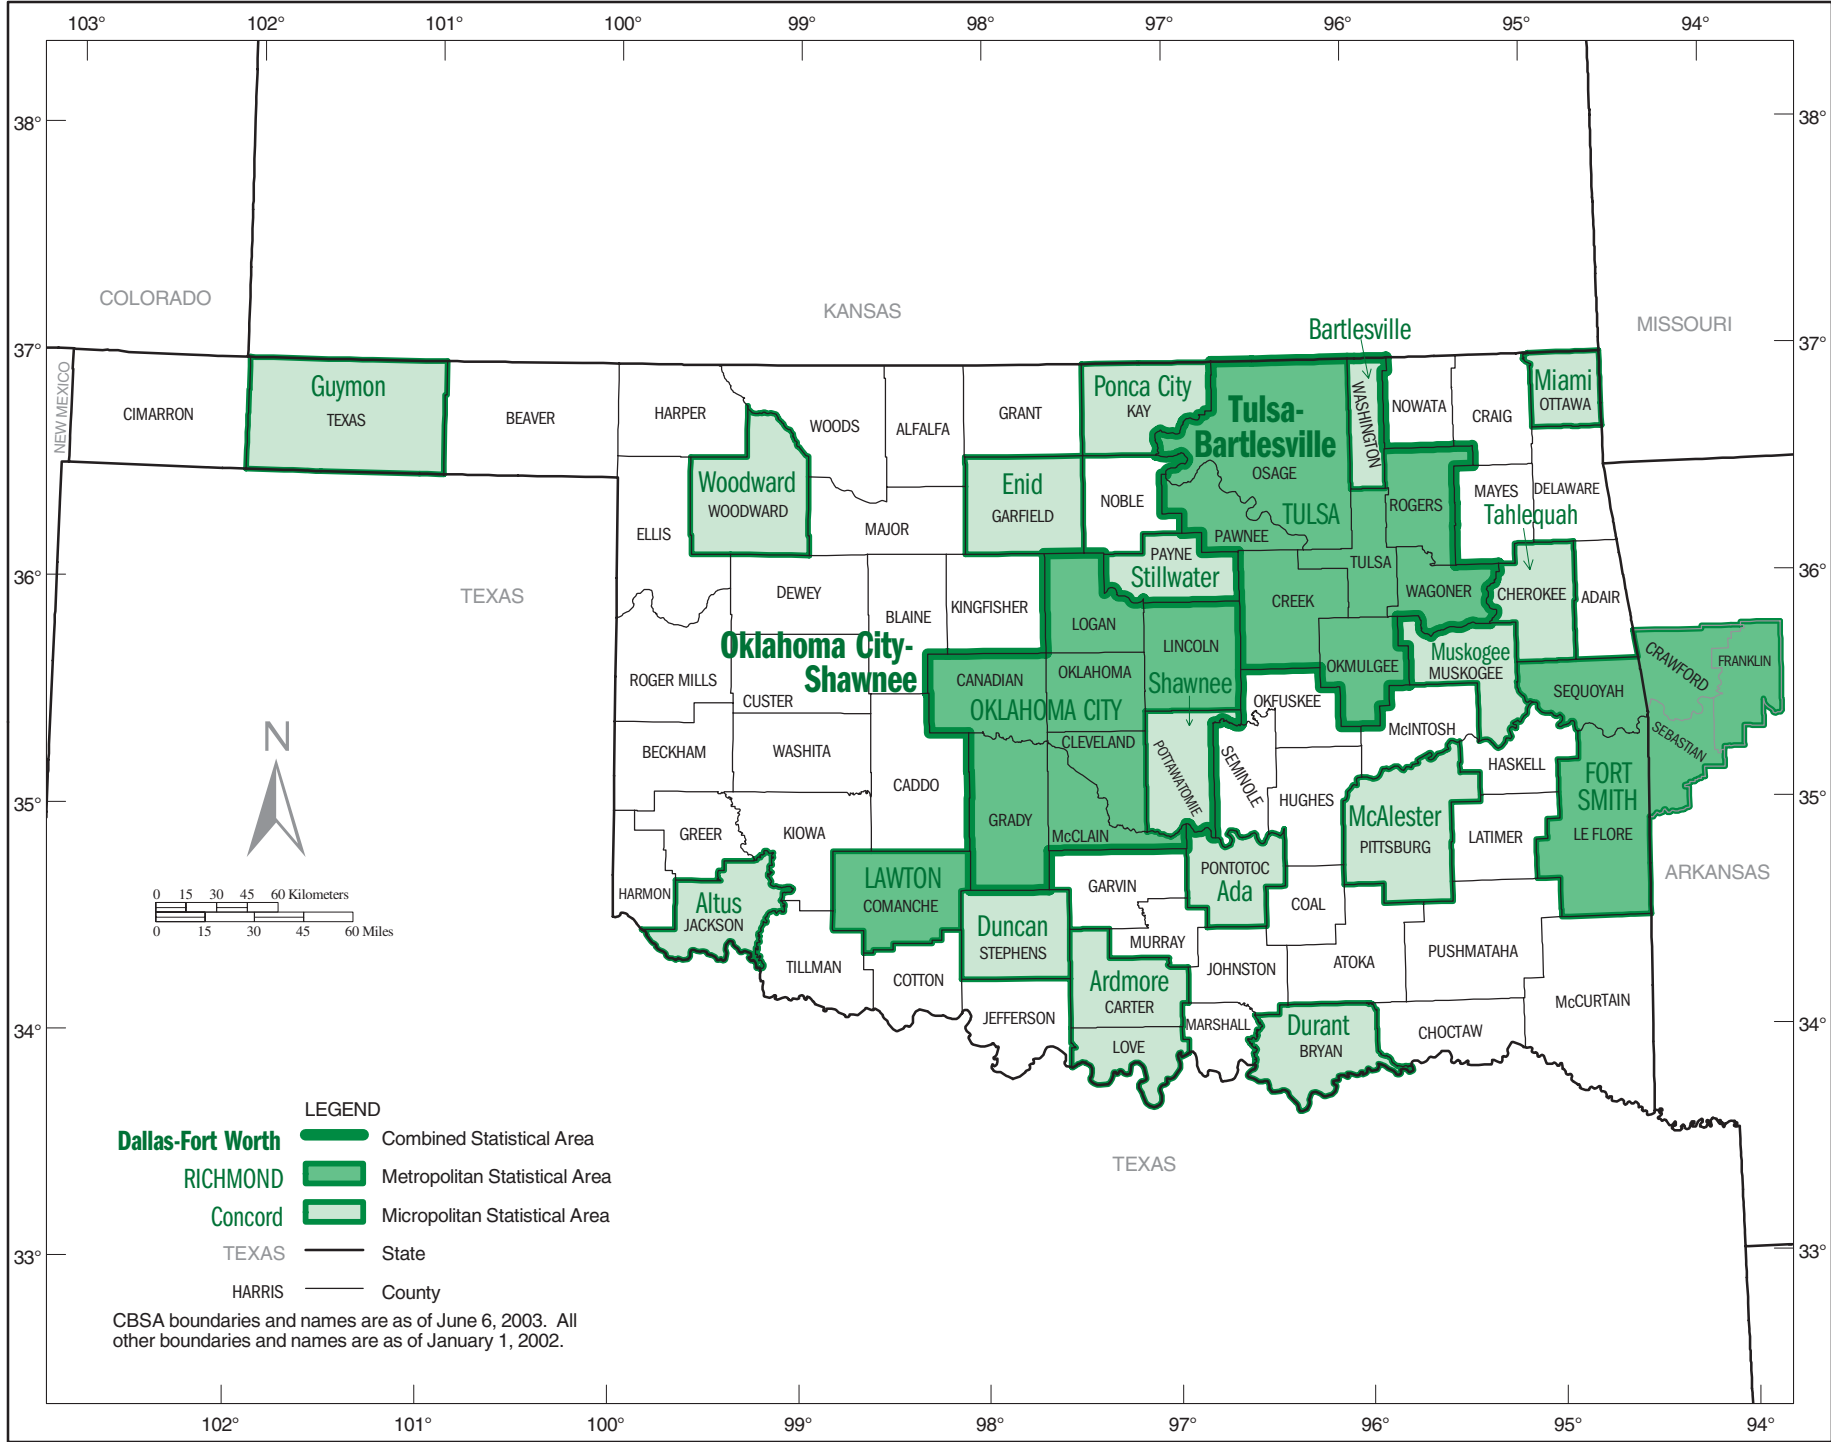 103° 102° 101° 100° 99° 98° 97° 96° 95° 94°
38° 38°
COLORADO
KANSAS
MISSOURI
Bartlesville
37° 37°
NEW MEXICO
CIMARRON
Guymon
TEXAS
BEAVER
HARPER
WOODS
ALFALFA
GRANT
Ponca City
KAY
Tulsa-
Bartlesville
OSAGE
WASHINGTON
NOWATA
CRAIG
Miami
OTTAWA
Woodward
WOODWARD
Enid
GARFIELD
NOBLE
TULSA
ROGERS
MAYES
DELAWARE
Tahlequah
ELLIS
MAJOR
PAWNEE
PAYNE
Stillwater
TULSA
36° 36°
TEXAS
DEWEY
BLAINE
KINGFISHER
LOGAN
CREEK
WAGONER
CHEROKEE
ADAIR
Oklahoma City-
Shawnee
LINCOLN
Shawnee
OKMULGEE
Muskogee
MUSKOGEE
CRAWFORD
FRANKLIN
ROGER MILLS
CUSTER
CANADIAN
OKLAHOMA
OKLAHOMA CITY
OKFUSKEE
SEQUOYAH
SEBASTIAN
N
BECKHAM
WASHITA
CADDO
CLEVELAND
POTTAWATOMIE
SEMINOLE
McINTOSH
HASKELL
FORT
SMITH
LE FLORE
35° 35°
GREER
KIOWA
GRADY
McCLAIN
HUGHES
McAlester
PITTSBURG
LATIMER
ARKANSAS
HARMON
Altus
JACKSON
LAWTON
COMANCHE
GARVIN
PONTOTOC
Ada
COAL
0 15 30 45 60 Kilometers
0 15 30 45 60 Miles
Duncan
STEPHENS
MURRAY
TILLMAN
COTTON
Ardmore
CARTER
JOHNSTON
ATOKA
PUSHMATAHA
McCURTAIN
34° 34°
JEFFERSON
LOVE
MARSHALL
Durant
BRYAN
CHOCTAW
TEXAS
LEGEND
Dallas-Fort Worth Combined Statistical Area
RICHMOND Metropolitan Statistical Area
Concord Micropolitan Statistical Area
TEXAS State
HARRIS County
33° 33°
CBSA boundaries and names are as of June 6, 2003. All
other boundaries and names are as of January 1, 2002.
102° 101° 100° 99° 98° 97° 96° 95° 94°